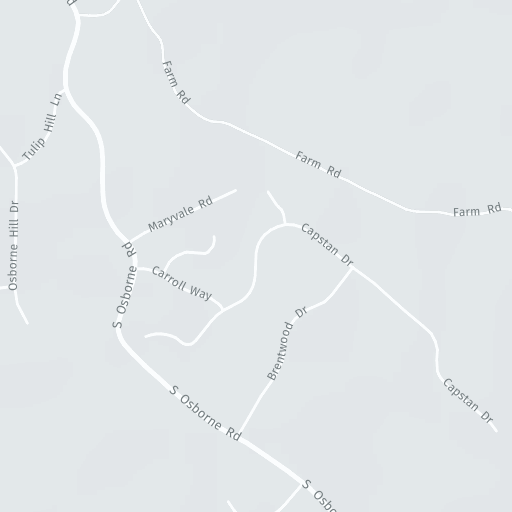 d
Farm Rd
Tulip Hill Ln
Farm Rd
Farm Rd
Maryvale Rd
Osborne Hill Dr
Capstan Dr
S Osborne Rd
Carroll Way
Brentwood Dr
Capstan Dr
S Osborne Rd
S Osbo